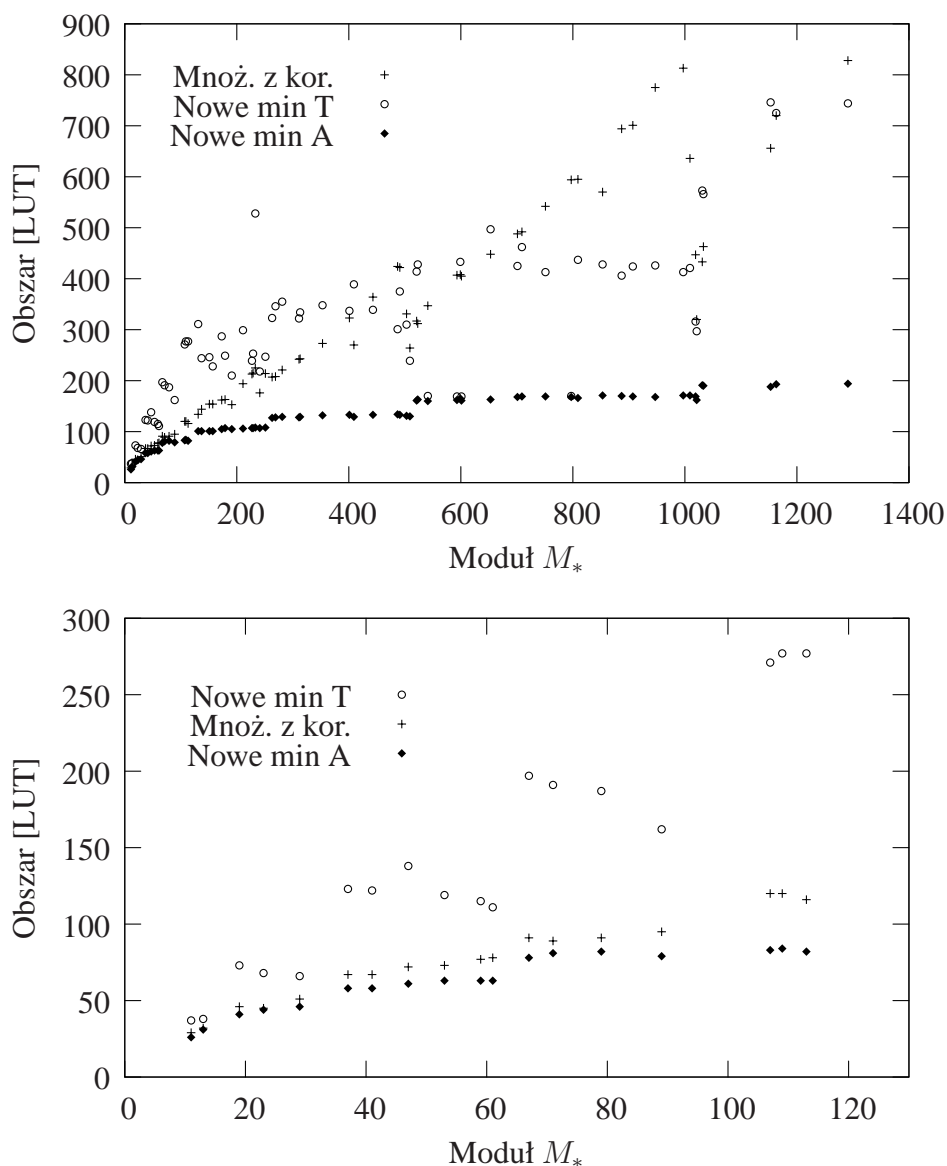 900
800
700
600
500
400
300
200
100
0
Obszar [LUT]
Mnoż. z kor.
Nowe min T
Nowe min A
0 200 400 600 800 1000 1200 1400
Moduł M*
300
250
200
150
100
50
0
Obszar [LUT]
Nowe min T
Mnoż. z kor.
Nowe min A
0 20 40 60 80 100 120
Moduł M*